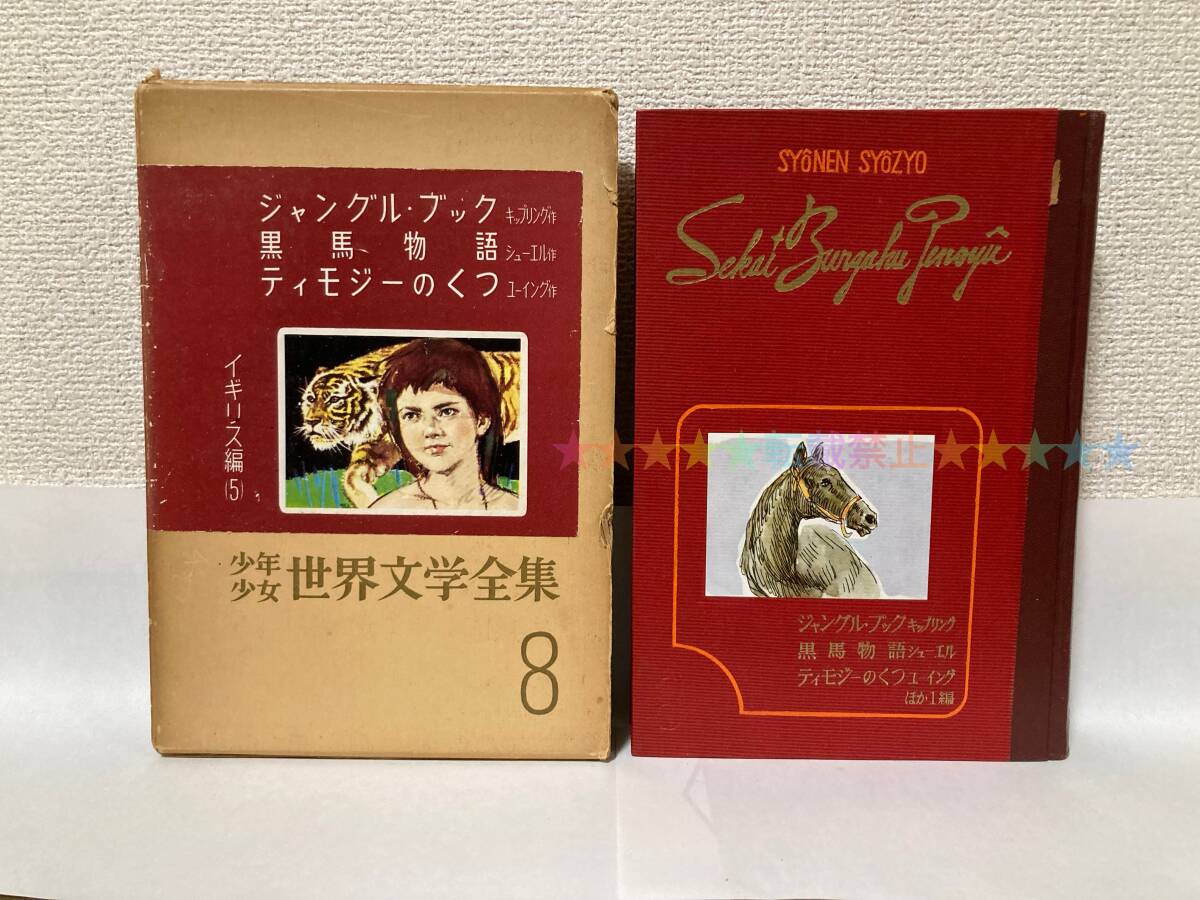 ジャングル・ブック キップリング作
黒馬物語 シューエル作
ティモジーのくつ ユーイング作
イギリス編(5)
少年少女 世界文学全集
8
SYÔNEN SYÔZYO
Sekai Bungaku Zensyû
ジャングル・ブック キップリング
黒馬物語 シューエル
ティモジーのくつ ユーイング
ほか1編
★★★★★転載禁止★★★★★